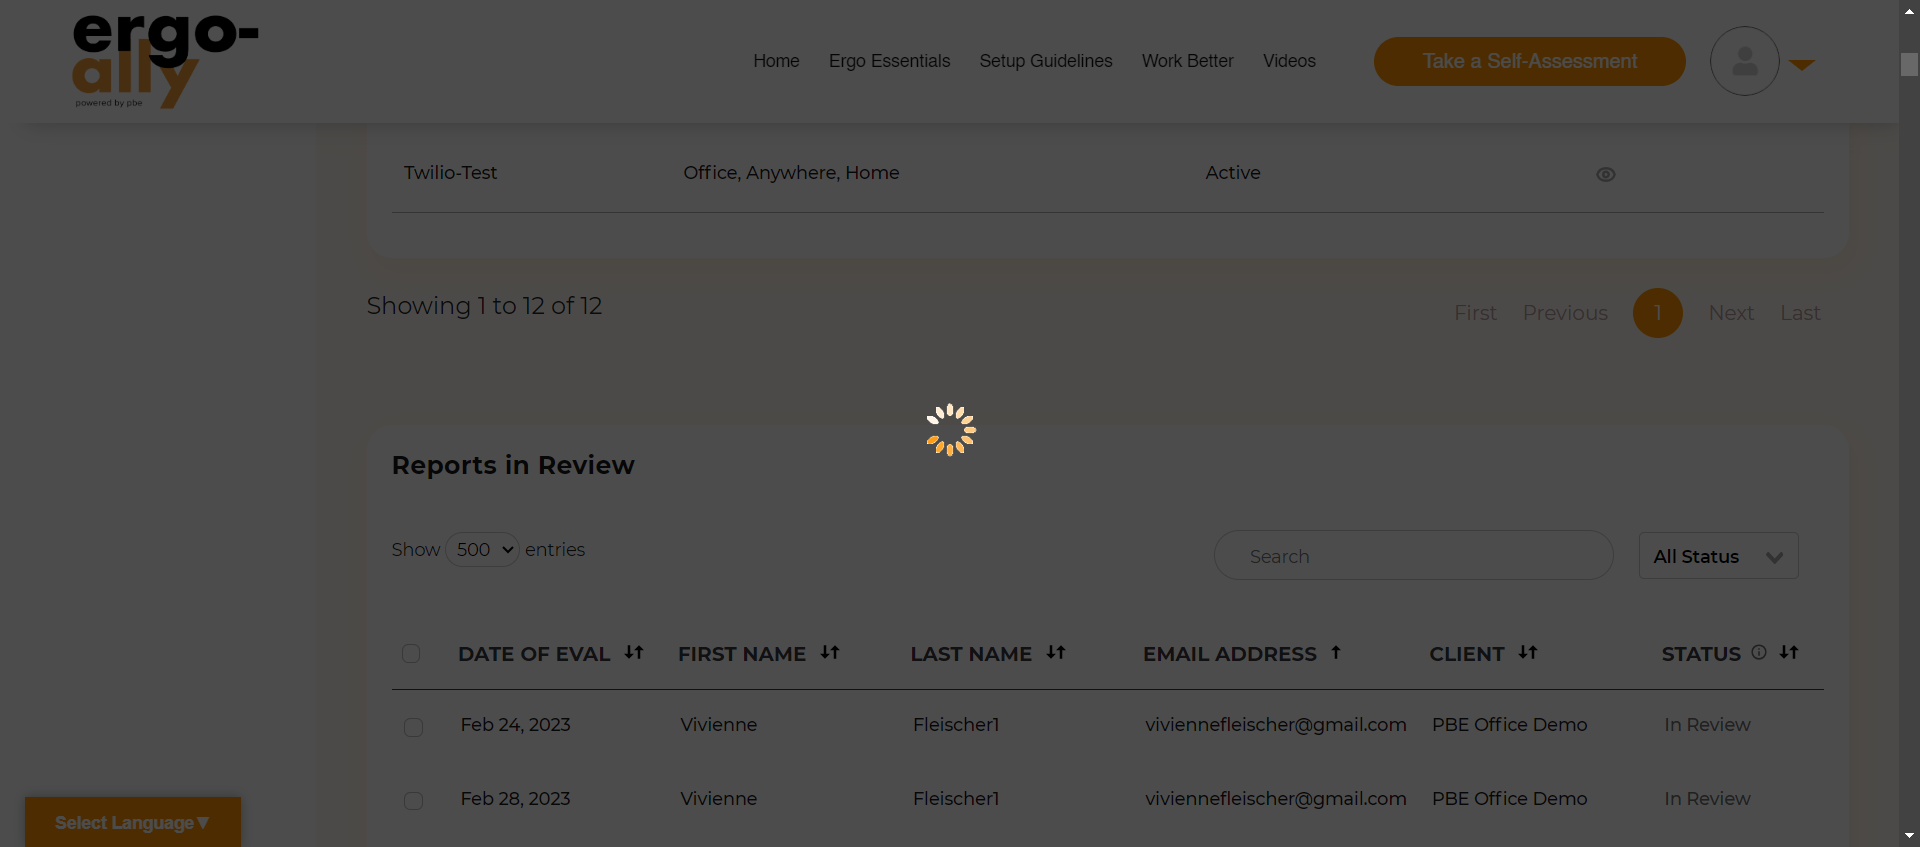 ergo-
ally
powered by pbe
Home Ergo Essentials Setup Guidelines Work Better Videos Take a Self-Assessment
Twilio-Test Office, Anywhere, Home Active
Showing 1 to 12 of 12
First Previous 1 Next Last
Reports in Review
Show 500 entries Search All Status
DATE OF EVAL FIRST NAME LAST NAME EMAIL ADDRESS CLIENT STATUS
Feb 24, 2023 Vivienne Fleischer1 viviennefleischer@gmail.com PBE Office Demo In Review
Feb 28, 2023 Vivienne Fleischer1 viviennefleischer@gmail.com PBE Office Demo In Review
Select Language▼